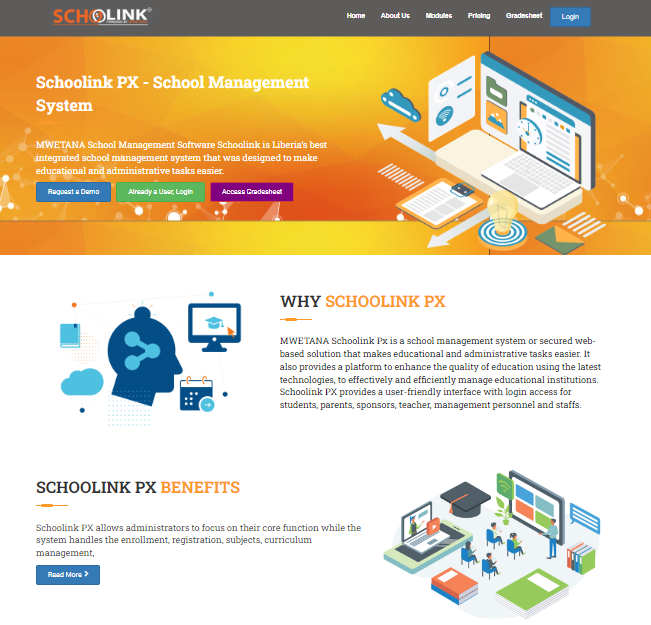 SCHOOLINK
Home About Us Modules Pricing Gradesheet Login
Schoolink PX - School Management
System
MWETANA School Management Software Schoolink is Liberia's best
integrated school management system that was designed to make
educational and administrative tasks easier.
Request a Demo Already a User, Login Access Gradesheet
WHY SCHOOLINK PX
MWETANA Schoolink Px is a school management system or secured web-
based solution that makes educational and administrative tasks easier. It
also provides a platform to enhance the quality of education using the latest
technologies, to effectively and efficiently manage educational institutions.
Schoolink PX provides a user-friendly interface with login access for
students, parents, sponsors, teacher, management personnel and staffs.
SCHOOLINK PX BENEFITS
Schoolink PX allows administrators to focus on their core function while the
system handles the enrollment, registration, subjects, curriculum
management,
Read More